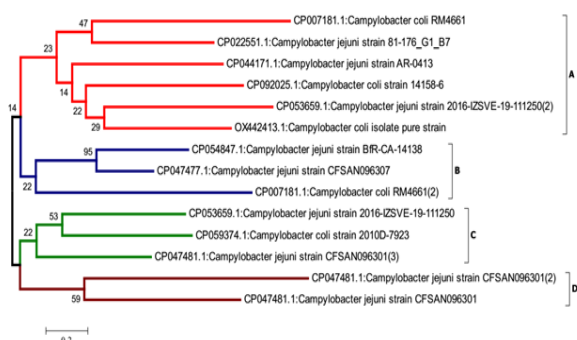 CP007181.1:Campylobacter coli RM4661
47
CP022551.1:Campylobacter jejuni strain 81-176_G1_B7
23
CP044171.1:Campylobacter jejuni strain AR-0413
A
14
CP092025.1:Campylobacter coli strain 14158-6
22
CP053659.1:Campylobacter jejuni strain 2016-IZSVE-19-111250(2)
14
29
OX442413.1:Campylobacter coli isolate pure strain
CP054847.1:Campylobacter jejuni strain BfR-CA-14138
95
CP047477.1:Campylobacter jejuni strain CFSAN096307
B
22
CP007181.1:Campylobacter coli RM4661(2)
CP053659.1:Campylobacter jejuni strain 2016-IZSVE-19-111250
53
CP059374.1:Campylobacter coli strain 2010D-7923
C
22
CP047481.1:Campylobacter jejuni strain CFSAN096301(3)
CP047481.1:Campylobacter jejuni strain CFSAN096301(2)
D
59
CP047481.1:Campylobacter jejuni strain CFSAN096301